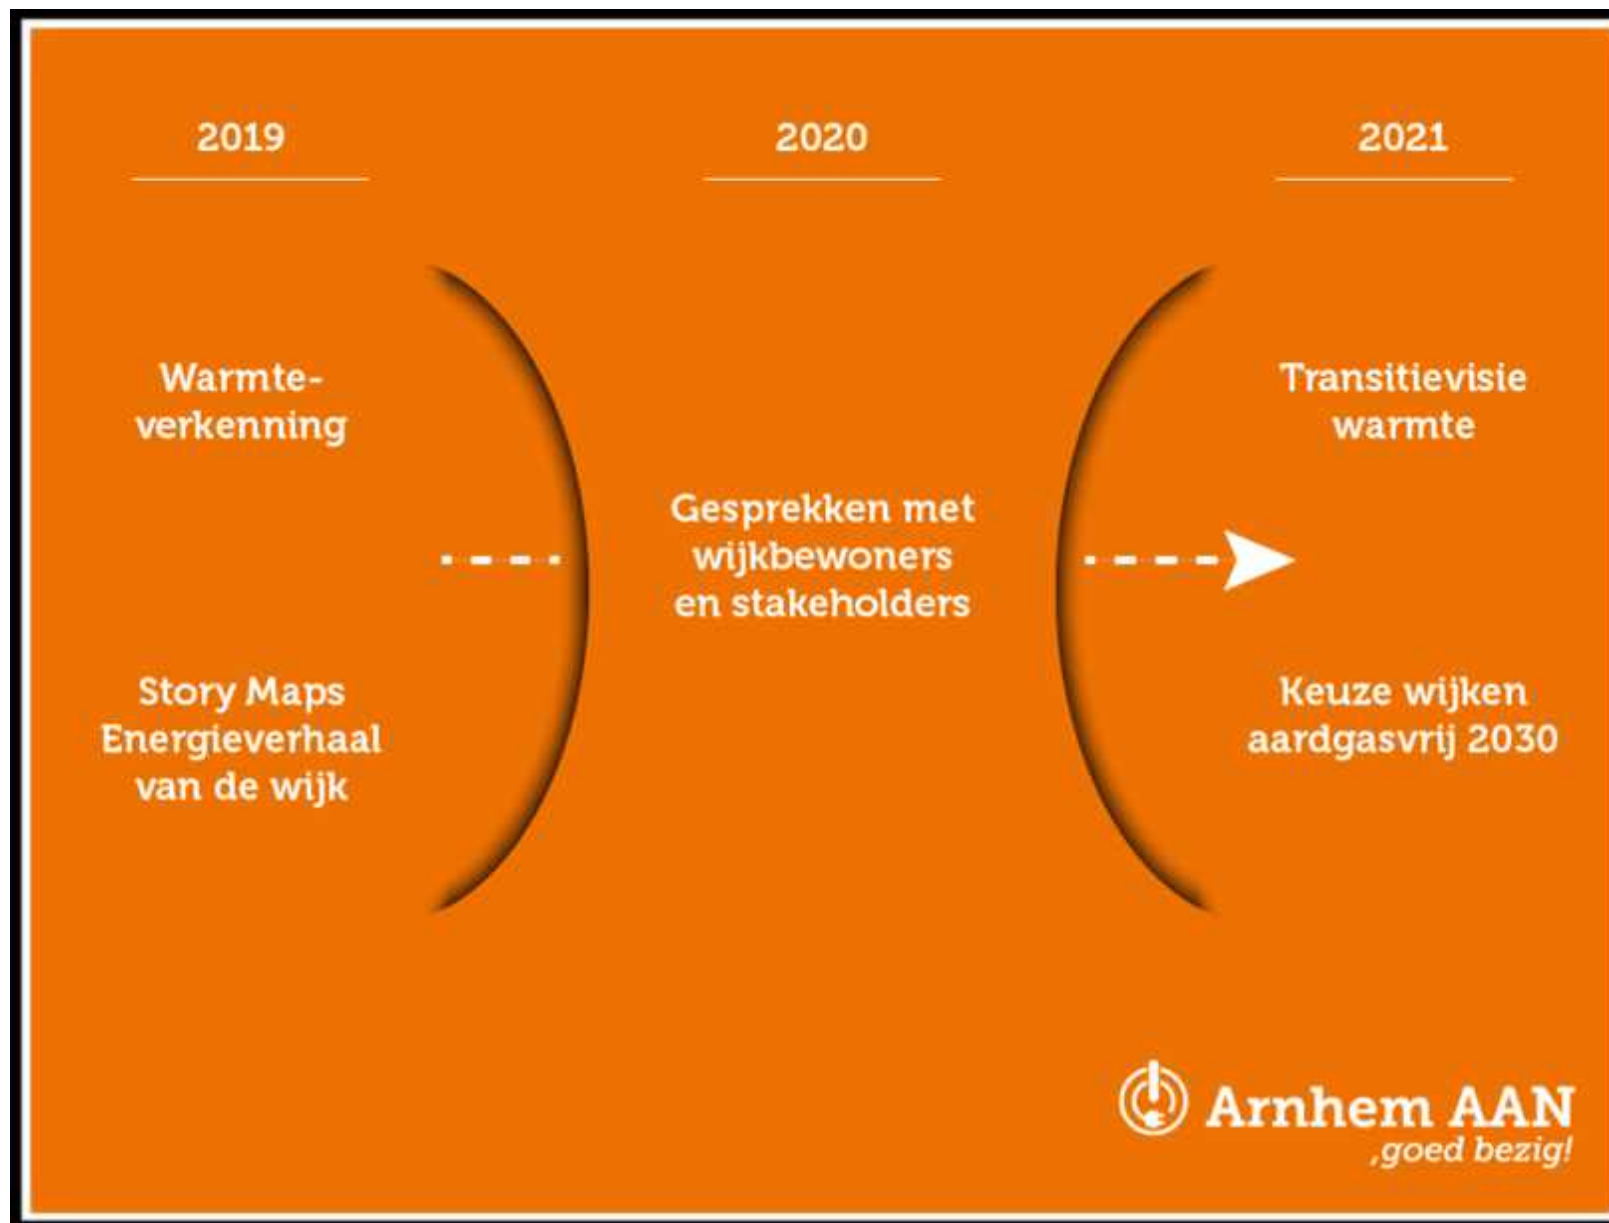 2019
Warmte-
verkenning
Story Maps
Energieverhaal
van de wijk
2020
Gesprekken met
wijkbewoners
en stakeholders
2021
Transitievisie
warmte
Keuze wijken
aardgasvrij 2030
Arnhem AAN
,goed bezig!